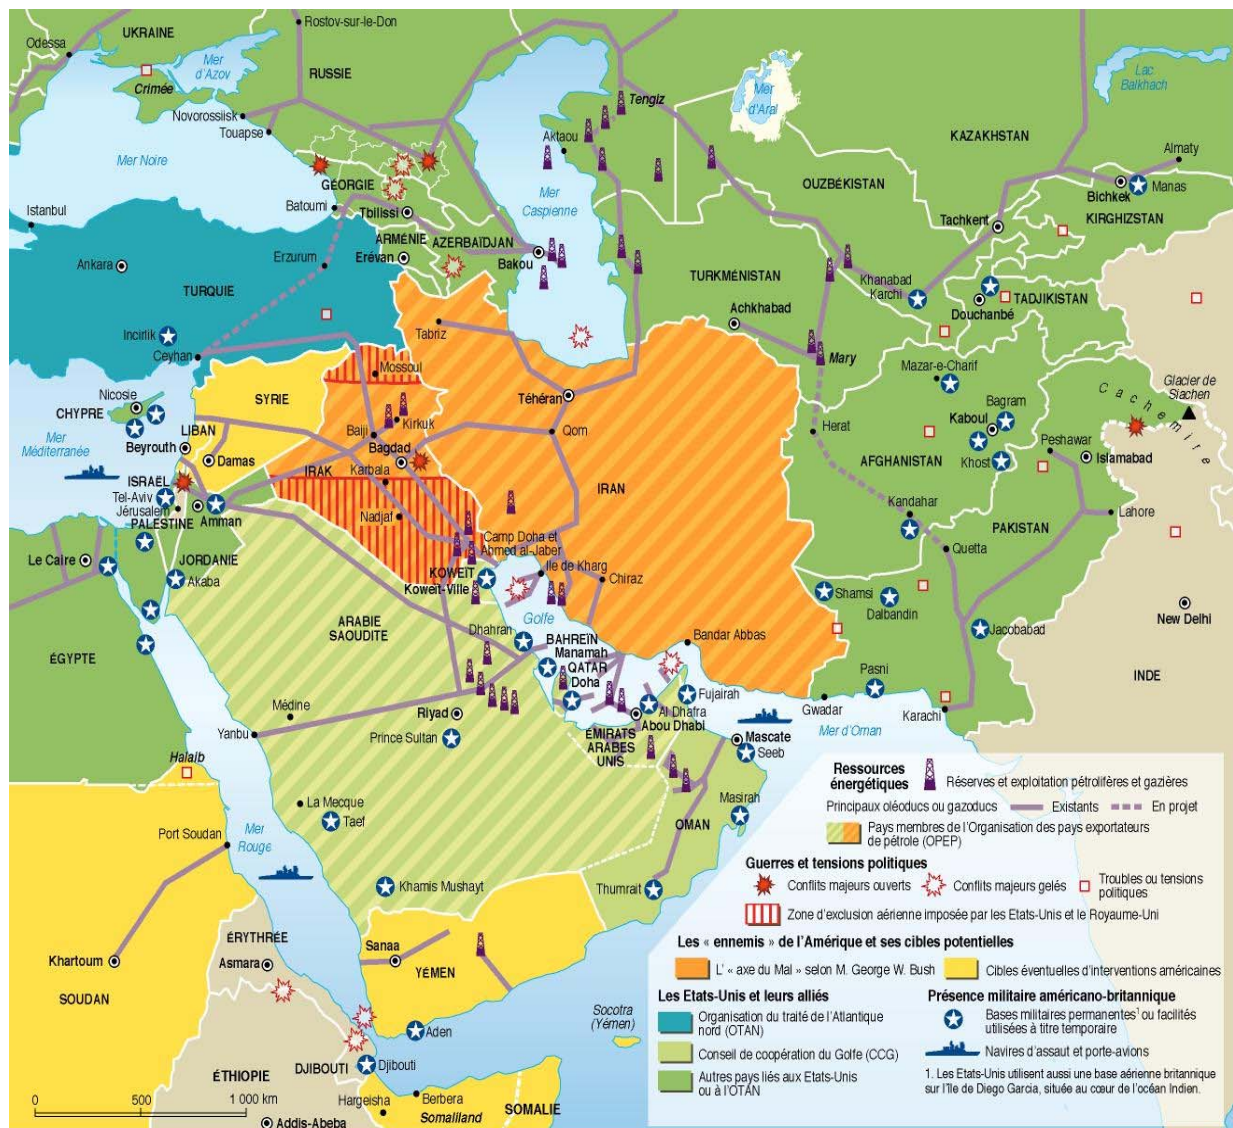 Rostov-sur-le-Don
UKRAINE
Odessa
Mer
d'Azov
RUSSIE
Crimée
Tengiz
Mer
d'Aral
Lac
Balkhach
Novorossiisk
Touapse
Aktaou
KAZAKHSTAN
Mer Noire
Almaty
GÉORGIE
OUZBÉKISTAN
Bichkek
Manas
Istanbul
Batoumi
Tbilissi
Mer
Caspienne
Tachkent
KIRGHIZSTAN
ARMÉNIE
AZERBAÏDJAN
Ankara
Erzurum
Erévan
Bakou
TURKMÉNISTAN
Khanabad
Karchi
TURQUIE
TADJIKISTAN
Achkhabad
Douchanbé
Incirlik
Tabriz
Ceyhan
Mary
Mossoul
Mazar-e-Charif
Glacier de
Siachen
Cachemire
Nicosie
SYRIE
Téhéran
Bagram
CHYPRE
Kirkuk
Kaboul
LIBAN
Baiji
Qom
Herat
Peshawar
Mer
Méditerranée
Beyrouth
Bagdad
Damas
Karbala
AFGHANISTAN
Khost
Islamabad
IRAK
ISRAËL
IRAN
Tel-Aviv
Jérusalem
Amman
Nadjaf
Kandahar
PALESTINE
PAKISTAN
Lahore
Camp Doha et
Ahmed al-Jaber
Le Caire
JORDANIE
Quetta
KOWEÏT
Ile de Kharg
Akaba
Koweït-Ville
Chiraz
Shamsi
Dalbandin
ARABIE
SAOUDITE
Golfe
New Delhi
Dhahran
Bandar Abbas
Jacobabad
BAHREÏN
Manamah
ÉGYPTE
QATAR
Doha
Pasni
INDE
Fujairah
Médine
Gwadar
Riyad
Al Dhafra
Karachi
Abou Dhabi
Yanbu
Prince Sultan
ÉMIRATS
ARABES
UNIS
Mascate
Mer d'Oman
Seeb
Halaib
La Mecque
Masirah
Taef
Port Soudan
Mer
Rouge
OMAN
Khamis Mushayt
Thumrait
ÉRYTHRÉE
Sanaa
Khartoum
Asmara
YÉMEN
SOUDAN
Socotra
(Yémen)
Aden
DJIBOUTI
Djibouti
ÉTHIOPIE
Hargeisha
Berbera
SOMALIE
Somaliland
Addis-Abeba
0
500
1 000 km
Ressources
énergétiques
Réserves et exploitation pétrolifères et gazières
Principaux oléoducs ou gazoducs
Existants
En projet
Pays membres de l'Organisation des pays exportateurs
de pétrole (OPEP)
Guerres et tensions politiques
Conflits majeurs ouverts
Conflits majeurs gelés
Troubles ou tensions
politiques
Zone d'exclusion aérienne imposée par les Etats-Unis et le Royaume-Uni
Les « ennemis » de l'Amérique et ses cibles potentielles
L' « axe du Mal » selon M. George W. Bush
Cibles éventuelles d'interventions américaines
Les Etats-Unis et leurs alliés
Organisation du traité de l'Atlantique
nord (OTAN)
Conseil de coopération du Golfe (CCG)
Autres pays liés aux Etats-Unis
ou à l'OTAN
Présence militaire américano-britannique
Bases militaires permanentes¹ ou facilités
utilisées à titre temporaire
Navires d'assaut et porte-avions
1. Les Etats-Unis utilisent aussi une base aérienne britannique
sur l'île de Diego Garcia, située au cœur de l'océan Indien.